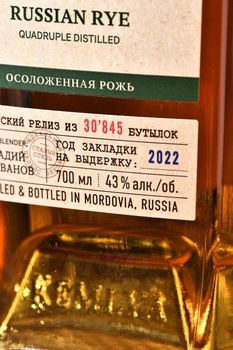 RUSSIAN RYE
QUADRUPLE DISTILLED
ОСОЛОЖЕННАЯ РОЖЬ
СКИЙ РЕЛИЗ ИЗ 30'845 БУТЫЛОК
BLENDER:
АДИЙ
ВАНОВ
ГОД ЗАКЛАДКИ
НА ВЫДЕРЖКУ: 2022
700 МЛ 43% АЛК./ОБ.
LED & BOTTLED IN MORDOVIA, RUSSIA